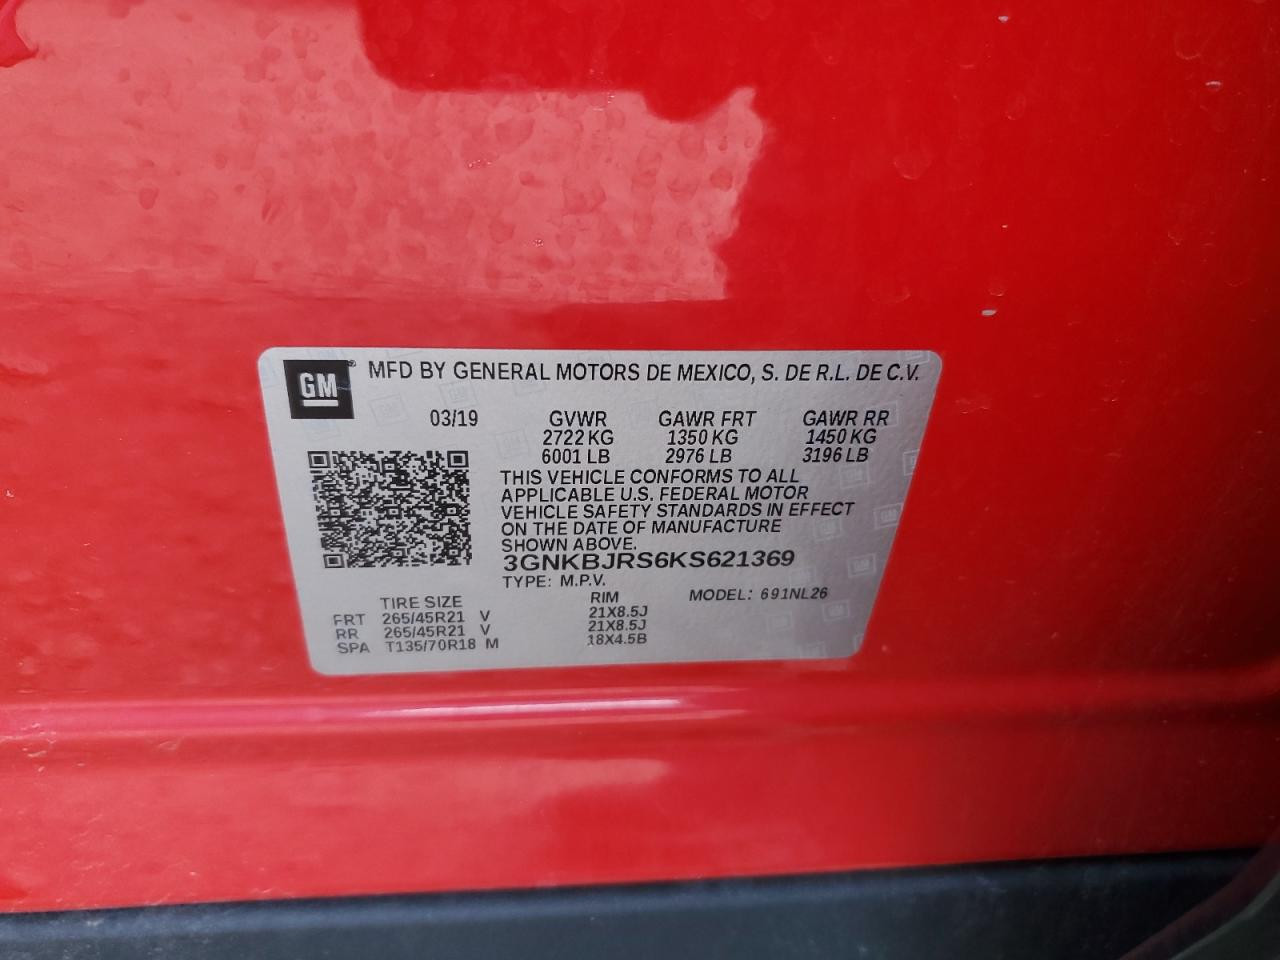 GM ® MFD BY GENERAL MOTORS DE MEXICO, S. DE R.L. DE C.V.
03/19 GVWR GAWR FRT GAWR RR
2722 KG 1350 KG 1450 KG
6001 LB 2976 LB 3196 LB
THIS VEHICLE CONFORMS TO ALL
APPLICABLE U.S. FEDERAL MOTOR
VEHICLE SAFETY STANDARDS IN EFFECT
ON THE DATE OF MANUFACTURE
SHOWN ABOVE.
3GNKBJRS6KS621369
TYPE: M.P.V.
TIRE SIZE RIM MODEL: 691NL26
FRT 265/45R21 V 21X8.5J
RR 265/45R21 V 21X8.5J
SPA T135/70R18 M 18X4.5B